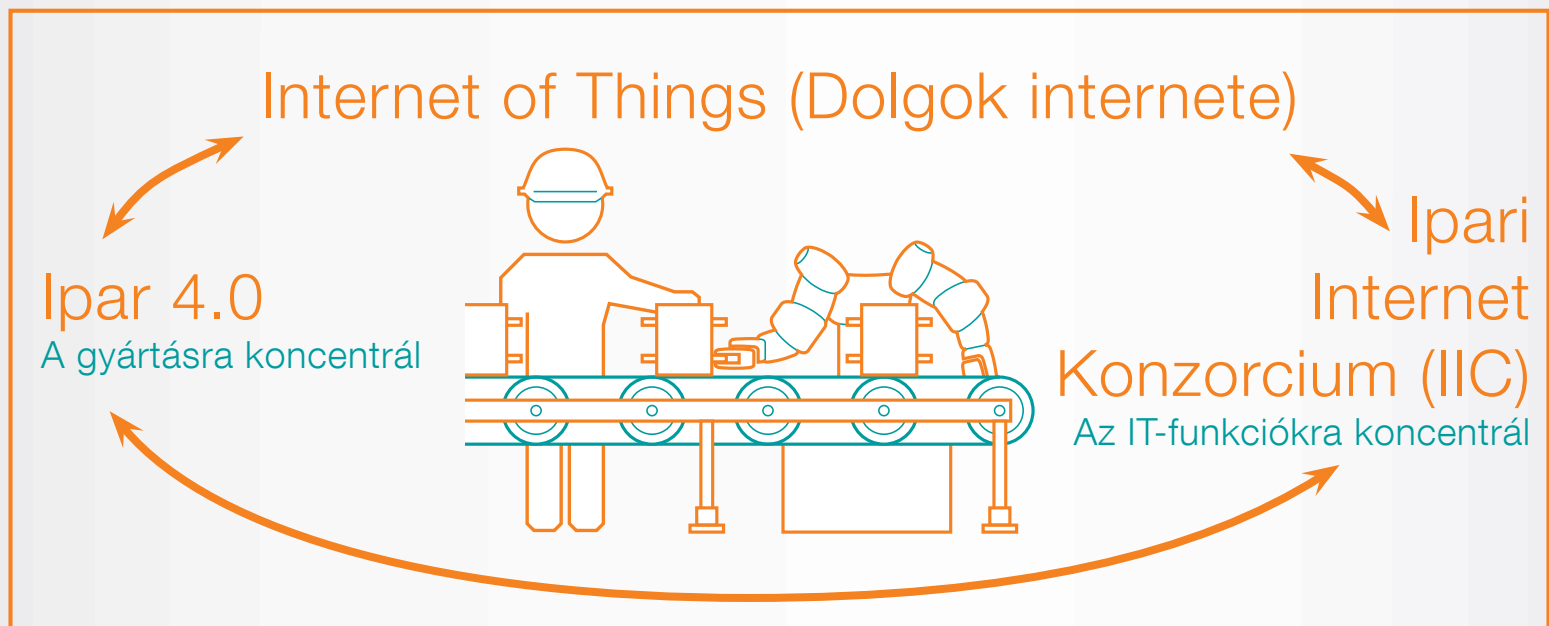 Internet of Things (Dolgok internete)
Ipar 4.0
A gyártásra koncentrál
Ipari
Internet
Konzorcium (IIC)
Az IT-funkciókra koncentrál